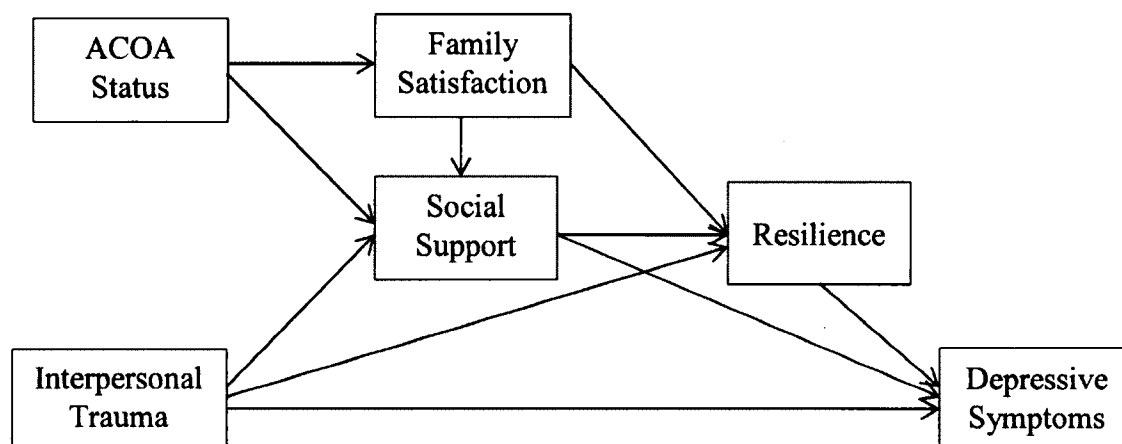 ACOA
Status
Family
Satisfaction
Social
Support
Resilience
Interpersonal
Trauma
Depressive
Symptoms